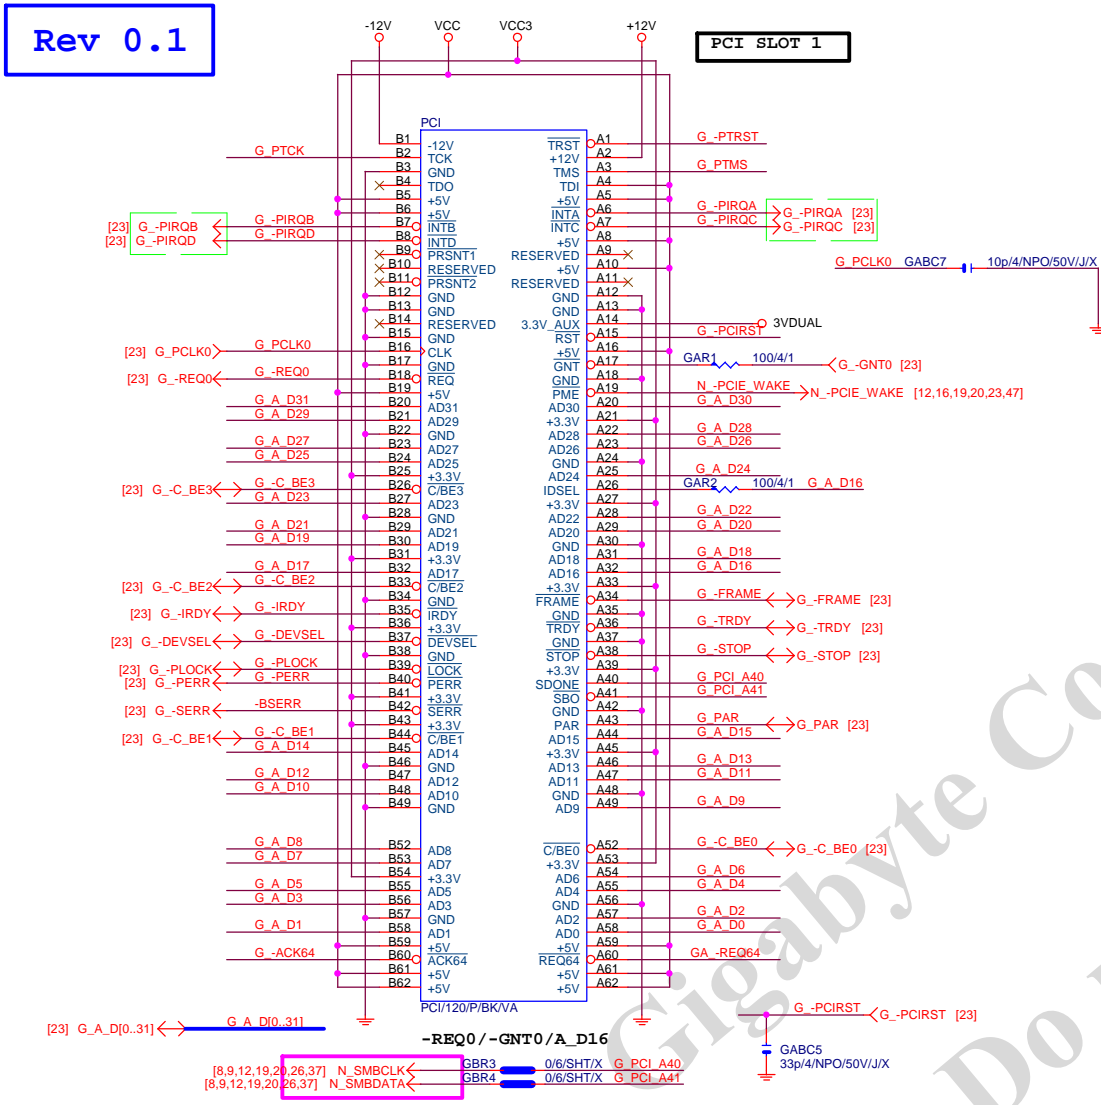 Rev 0.1
-12V VCC VCC3 +12V
PCI SLOT 1
PCI
B1 -12V TRST A1 G_-PTRST
G_PTCK B2 TCK +12V A2
B3 GND TMS A3 G_PTMS
B4 TDO TDI A4
B5 +5V +5V A5
B6 +5V INTA A6 G_-PIRQA G_-PIRQA [23]
[23] G_-PIRQB G_-PIRQB B7 INTB INTC A7 G_-PIRQC G_-PIRQC [23]
[23] G_-PIRQD G_-PIRQD B8 INTD +5V A8
B9 PRSNT1 RESERVED A9
B10 RESERVED +5V A10
G_PCLK0 GABC7 10p/4/NPO/50V/J/X
B11 PRSNT2 RESERVED A11
B12 GND GND A12
B13 GND GND A13
B14 RESERVED 3.3V_AUX A14 3VDUAL
B15 GND RST A15 G_-PCIRST
[23] G_PCLK0 G_PCLK0 B16 CLK +5V A16
B17 GND GNT A17 GAR1 100/4/1 G_-GNT0 [23]
[23] G_-REQ0 G_-REQ0 B18 REQ GND A18
B19 +5V PME A19 N_-PCIE_WAKE N_-PCIE_WAKE [12,16,19,20,23,47]
G_A_D31 B20 AD31 AD30 A20 G_A_D30
G_A_D29 B21 AD29 +3.3V A21
B22 GND AD28 A22 G_A_D28
G_A_D27 B23 AD27 AD26 A23 G_A_D26
G_A_D25 B24 AD25 GND A24
B25 +3.3V AD24 A25 G_A_D24
[23] G_-C_BE3 G_-C_BE3 B26 C/BE3 IDSEL A26 GAR2 100/4/1 G_A_D16
G_A_D23 B27 AD23 +3.3V A27
B28 GND AD22 A28 G_A_D22
G_A_D21 B29 AD21 AD20 A29 G_A_D20
G_A_D19 B30 AD19 GND A30
B31 +3.3V AD18 A31 G_A_D18
G_A_D17 B32 AD17 AD16 A32 G_A_D16
[23] G_-C_BE2 G_-C_BE2 B33 C/BE2 +3.3V A33
B34 GND FRAME A34 G_-FRAME G_-FRAME [23]
[23] G_-IRDY G_-IRDY B35 IRDY GND A35
B36 +3.3V TRDY A36 G_-TRDY G_-TRDY [23]
[23] G_-DEVSEL G_-DEVSEL B37 DEVSEL GND A37
B38 GND STOP A38 G_-STOP G_-STOP [23]
[23] G_-PLOCK G_-PLOCK B39 LOCK +3.3V A39
[23] G_-PERR G_-PERR B40 PERR SDONE A40 G_PCI_A40
B41 +3.3V SBO A41 G_PCI_A41
[23] G_-SERR -BSERR B42 SERR GND A42
B43 +3.3V PAR A43 G_PAR G_PAR [23]
[23] G_-C_BE1 G_-C_BE1 B44 C/BE1 AD15 A44 G_A_D15
G_A_D14 B45 AD14 +3.3V A45
B46 GND AD13 A46 G_A_D13
G_A_D12 B47 AD12 AD11 A47 G_A_D11
G_A_D10 B48 AD10 GND A48
B49 GND AD9 A49 G_A_D9
G_A_D8 B52 AD8 C/BE0 A52 G_-C_BE0 G_-C_BE0 [23]
G_A_D7 B53 AD7 +3.3V A53
B54 +3.3V AD6 A54 G_A_D6
G_A_D5 B55 AD5 AD4 A55 G_A_D4
G_A_D3 B56 AD3 GND A56
B57 GND AD2 A57 G_A_D2
G_A_D1 B58 AD1 AD0 A58 G_A_D0
B59 +5V +5V A59
G_-ACK64 B60 ACK64 REQ64 A60 GA_-REQ64
B61 +5V +5V A61
B62 +5V +5V A62
PCI/120/P/BK/VA
G_-PCIRST G_-PCIRST [23]
[23] G_A_D[0..31] G_A_D[0..31]
-REQ0/-GNT0/A_D16
GABC5
33p/4/NPO/50V/J/X
[8,9,12,19,20,26,37] N_SMBCLK GBR3 0/6/SHT/X G_PCI_A40
[8,9,12,19,20,26,37] N_SMBDATA GBR4 0/6/SHT/X G_PCI_A41
Gigabyte Co
Do